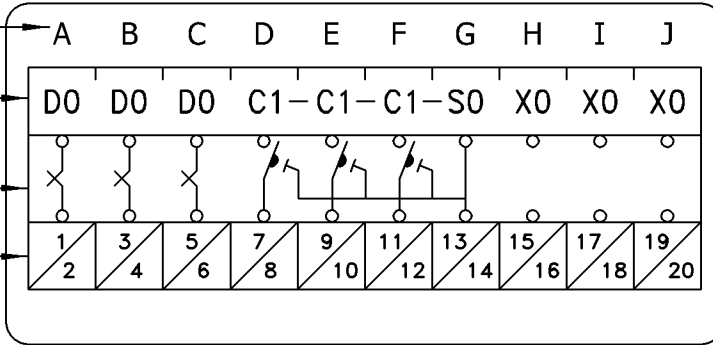 A B C D E F G H I J
D0 D0 D0 C1-C1-C1-S0 X0 X0 X0
1 3 5 7 9 11 13 15 17 19
2 4 6 8 10 12 14 16 18 20